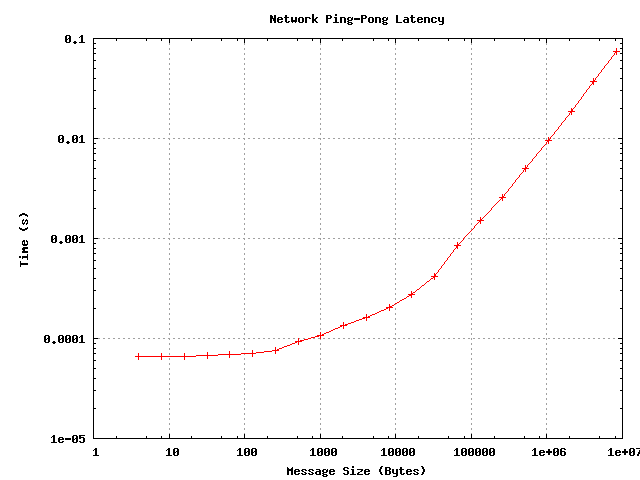 Network Ping-Pong Latency
0.1
0.01
0.001
0.0001
1e-05
Time (s)
1 10 100 1000 10000 100000 1e+06 1e+07
Message Size (Bytes)